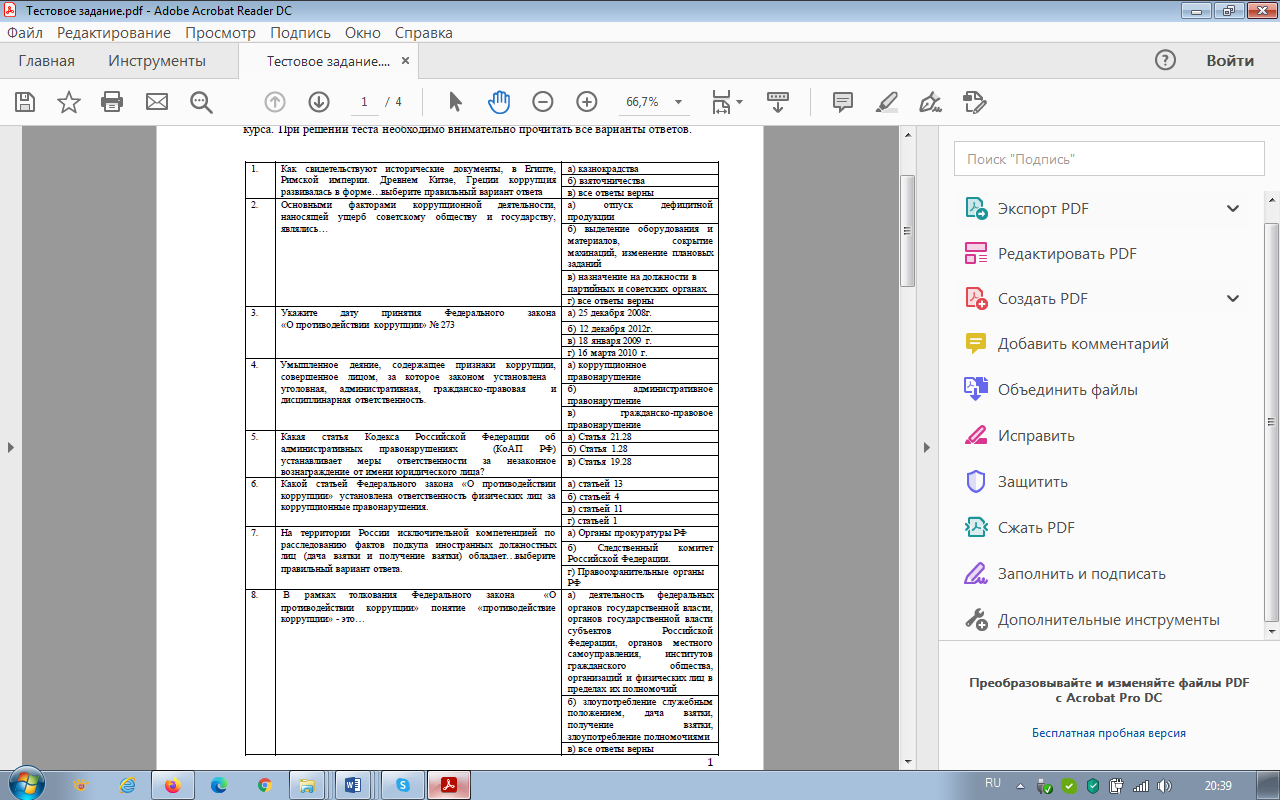 Тестовое задание.pdf - Adobe Acrobat Reader DC
Файл Редактирование Просмотр Подпись Окно Справка
Главная Инструменты Тестовое задание.... × ? Войти
1 / 4 66,7%
курса. При решении теста необходимо внимательно прочитать все варианты ответов.
1. Как свидетельствуют исторические документы, в Египте,
Римской империи. Древнем Китае, Греции коррупция
развивалась в форме…выберите правильный вариант ответа
а) казнокрадства
б) взяточничества
в) все ответы верны
2. Основными факторами коррупционной деятельности,
наносящей ущерб советскому обществу и государству,
являлись…
а) отпуск дефицитной
продукции
б) выделение оборудования и
материалов, сокрытие
махинаций, изменение плановых
заданий
в) назначение на должности в
партийных и советских органах
г) все ответы верны
3. Укажите дату принятия Федерального закона
«О противодействии коррупции» № 273
а) 25 декабря 2008г.
б) 12 декабря 2012г.
в) 18 января 2009 г.
г) 16 марта 2010 г.
4. Умышленное деяние, содержащее признаки коррупции,
совершенное лицом, за которое законом установлена
уголовная, административная, гражданско-правовая и
дисциплинарная ответственность.
а) коррупционное
правонарушение
б) административное
правонарушение
в) гражданско-правовое
правонарушение
5. Какая статья Кодекса Российской Федерации об
административных правонарушениях (КоАП РФ)
устанавливает меры ответственности за незаконное
вознаграждение от имени юридического лица?
а) Статья 21.28
б) Статья 1.28
в) Статья 19.28
6. Какой статьей Федерального закона «О противодействии
коррупции» установлена ответственность физических лиц за
коррупционные правонарушения.
а) статьей 13
б) статьей 4
в) статьей 11
г) статьей 1
7. На территории России исключительной компетенцией по
расследованию фактов подкупа иностранных должностных
лиц (дача взятки и получение взятки) обладает…выберите
правильный вариант ответа.
а) Органы прокуратуры РФ
б) Следственный комитет
Российской Федерации.
г) Правоохранительные органы
РФ
8. В рамках толкования Федерального закона «О
противодействии коррупции» понятие «противодействие
коррупции» - это…
а) деятельность федеральных
органов государственной власти,
органов государственной власти
субъектов Российской
Федерации, органов местного
самоуправления, институтов
гражданского общества,
организаций и физических лиц в
пределах их полномочий
б) злоупотребление служебным
положением, дача взятки,
получение взятки,
злоупотребление полномочиями
в) все ответы верны
1
Поиск "Подпись"
Экспорт PDF
Редактировать PDF
Создать PDF
Добавить комментарий
Объединить файлы
Исправить
Защитить
Сжать PDF
Заполнить и подписать
Дополнительные инструменты
Преобразовывайте и изменяйте файлы PDF
с Acrobat Pro DC
Бесплатная пробная версия
RU 20:39